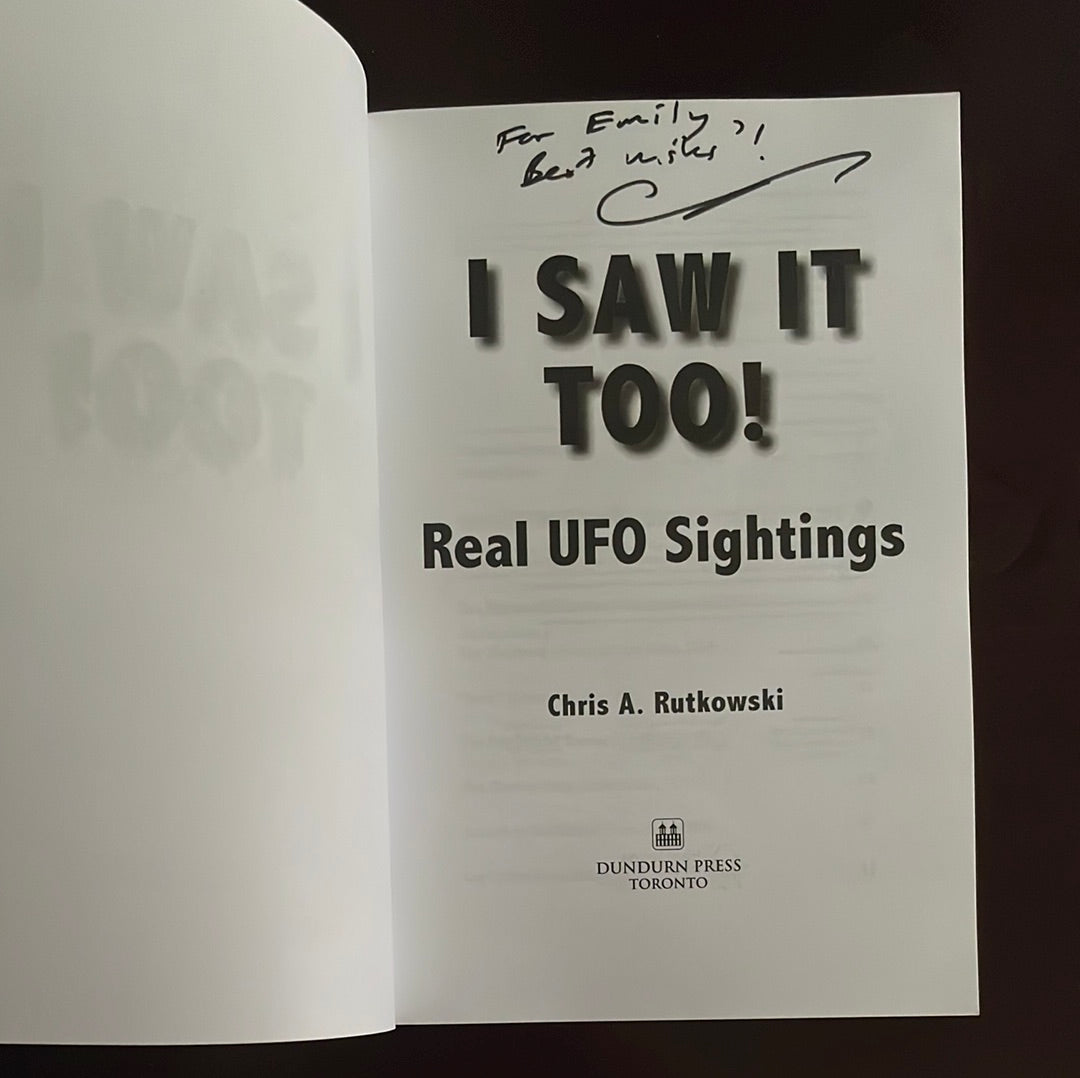 For Emily,
Best wishes!
I SAW IT
TOO!
Real UFO Sightings
Chris A. Rutkowski
DUNDURN PRESS
TORONTO